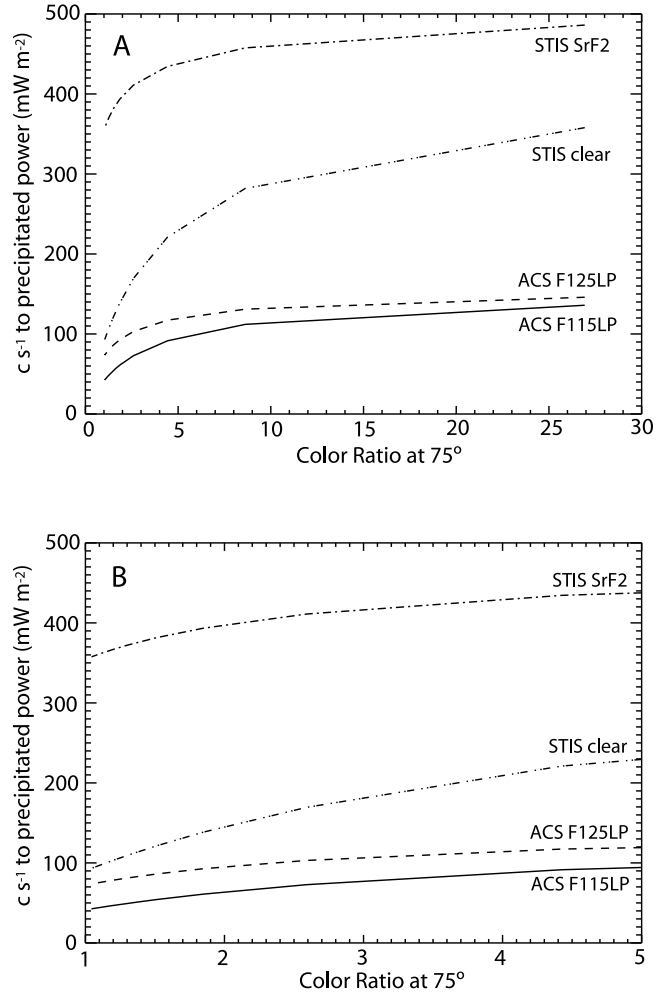 500
A
STIS SrF2
400
c s-1 to precipitated power (mW m-2)
300
STIS clear
200
ACS F125LP
100
ACS F115LP
0
0 5 10 15 20 25 30
Color Ratio at 75º
500
B
STIS SrF2
400
c s-1 to precipitated power (mW m-2)
300
STIS clear
200
ACS F125LP
100
ACS F115LP
0
1 2 3 4 5
Color Ratio at 75º